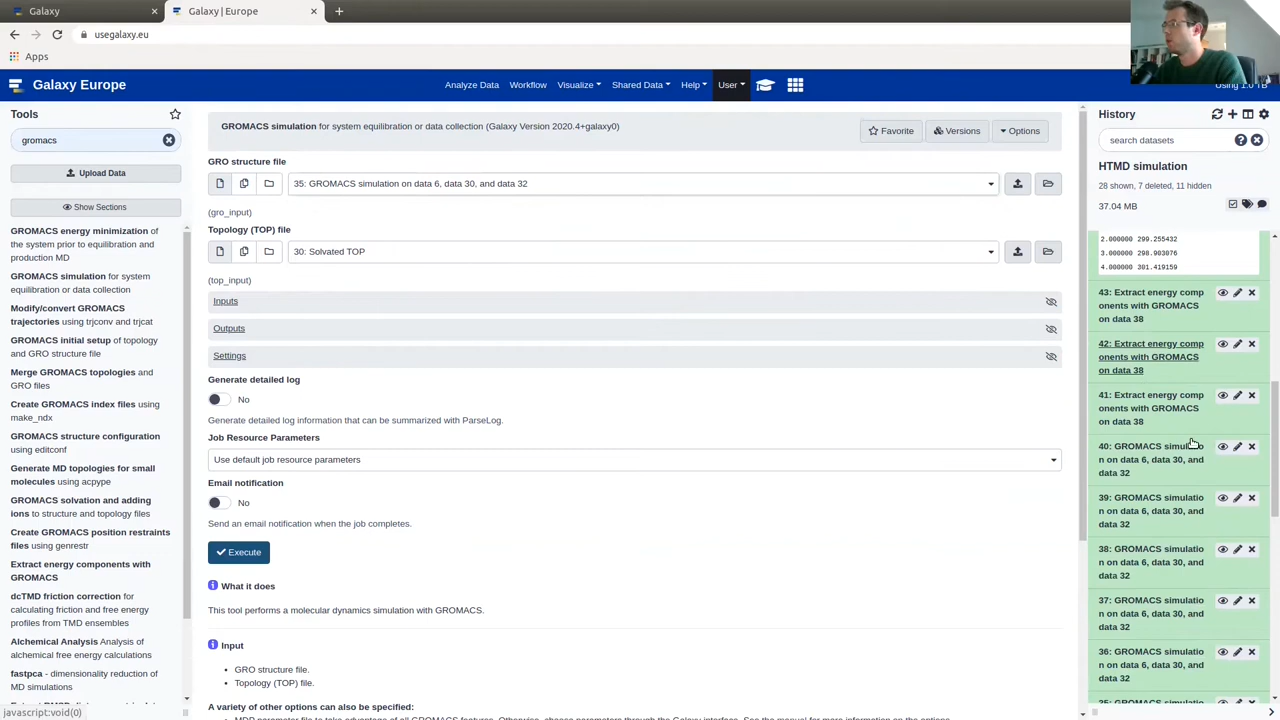 Galaxy
Galaxy | Europe
usegalaxy.eu
Apps
Galaxy Europe
Analyze Data
Workflow
Visualize
Shared Data
Help
User
Using 1.0 TB
Tools
gromacs
Upload Data
Show Sections
GROMACS energy minimization of
the system prior to equilibration and
production MD
GROMACS simulation for system
equilibration or data collection
Modify/convert GROMACS
trajectories using trjconv and trjcat
GROMACS initial setup of topology
and GRO structure file
Merge GROMACS topologies and
GRO files
Create GROMACS index files using
make_ndx
GROMACS structure configuration
using editconf
Generate MD topologies for small
molecules using acpype
GROMACS solvation and adding
ions to structure and topology files
Create GROMACS position restraints
files using genrestr
Extract energy components with
GROMACS
dcTMD friction correction for
calculating friction and free energy
profiles from TMD ensembles
Alchemical Analysis Analysis of
alchemical free energy calculations
fastpca - dimensionality reduction of
MD simulations
javascript:void(0)
GROMACS simulation for system equilibration or data collection (Galaxy Version 2020.4+galaxy0)
Favorite
Versions
Options
GRO structure file
35: GROMACS simulation on data 6, data 30, and data 32
(gro_input)
Topology (TOP) file
30: Solvated TOP
(top_input)
Inputs
Outputs
Settings
Generate detailed log
No
Generate detailed log information that can be summarized with ParseLog.
Job Resource Parameters
Use default job resource parameters
Email notification
No
Send an email notification when the job completes.
Execute
What it does
This tool performs a molecular dynamics simulation with GROMACS.
Input
• GRO structure file.
• Topology (TOP) file.
A variety of other options can also be specified:
History
search datasets
HTMD simulation
28 shown, 7 deleted, 11 hidden
37.04 MB
2.000000 299.255432
3.000000 298.903076
4.000000 301.419159
43: Extract energy comp
onents with GROMACS
on data 38
42: Extract energy comp
onents with GROMACS
on data 38
41: Extract energy comp
onents with GROMACS
on data 38
40: GROMACS simulatio
n on data 6, data 30, and
data 32
39: GROMACS simulatio
n on data 6, data 30, and
data 32
38: GROMACS simulatio
n on data 6, data 30, and
data 32
37: GROMACS simulatio
n on data 6, data 30, and
data 32
36: GROMACS simulatio
n on data 6, data 30, and
data 32